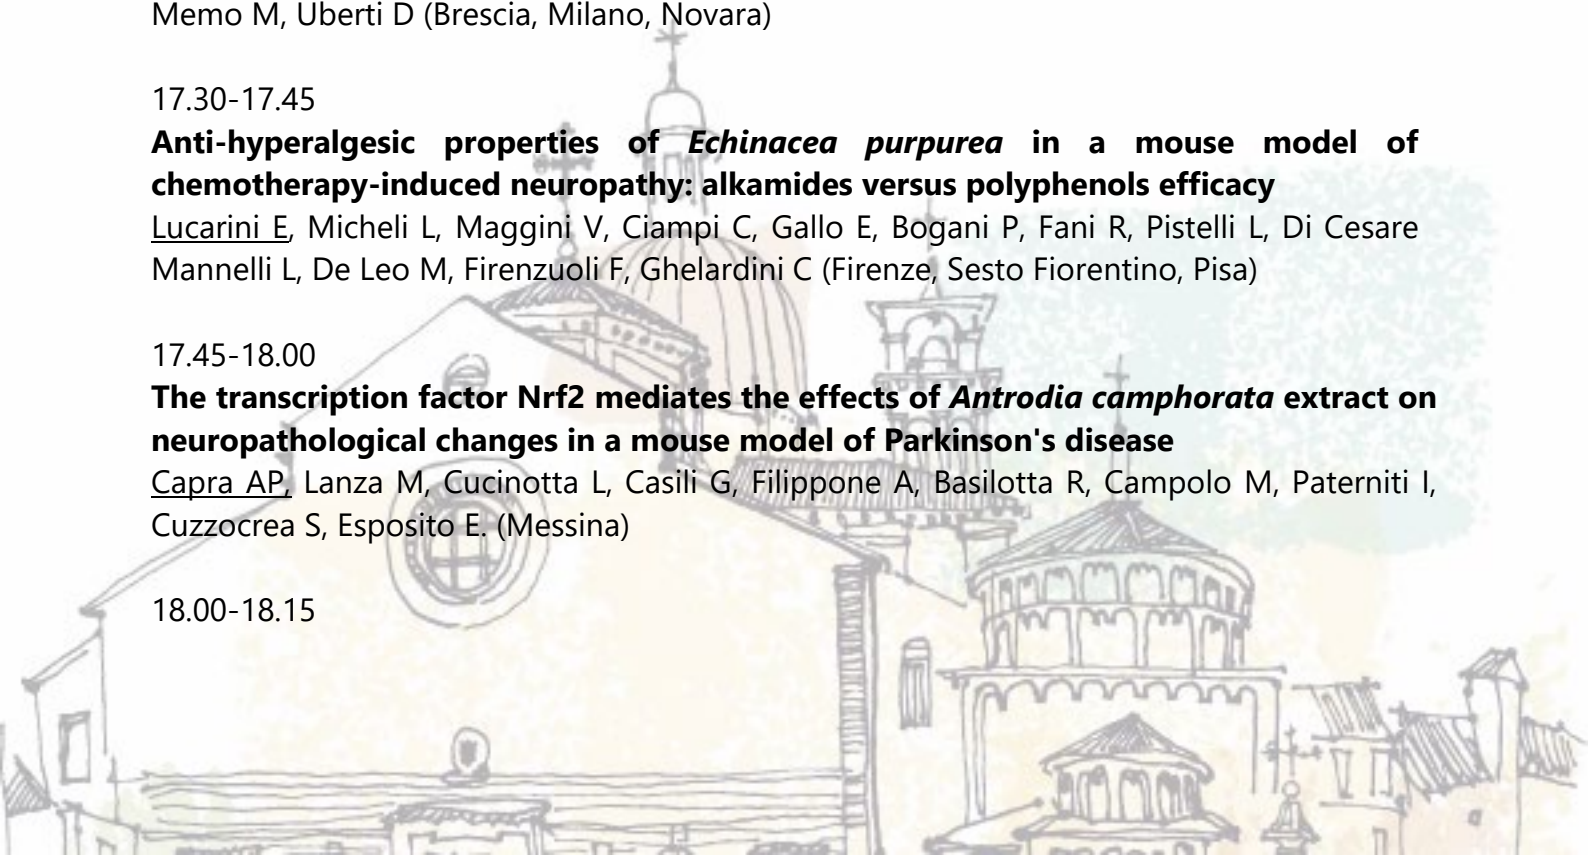 Memo M, Uberti D (Brescia, Milano, Novara)
17.30-17.45
Anti-hyperalgesic properties of Echinacea purpurea in a mouse model of
chemotherapy-induced neuropathy: alkamides versus polyphenols efficacy
Lucarini E, Micheli L, Maggini V, Ciampi C, Gallo E, Bogani P, Fani R, Pistelli L, Di Cesare
Mannelli L, De Leo M, Firenzuoli F, Ghelardini C (Firenze, Sesto Fiorentino, Pisa)
17.45-18.00
The transcription factor Nrf2 mediates the effects of Antrodia camphorata extract on
neuropathological changes in a mouse model of Parkinson's disease
Capra AP, Lanza M, Cucinotta L, Casili G, Filippone A, Basilotta R, Campolo M, Paterniti I,
Cuzzocrea S, Esposito E. (Messina)
18.00-18.15